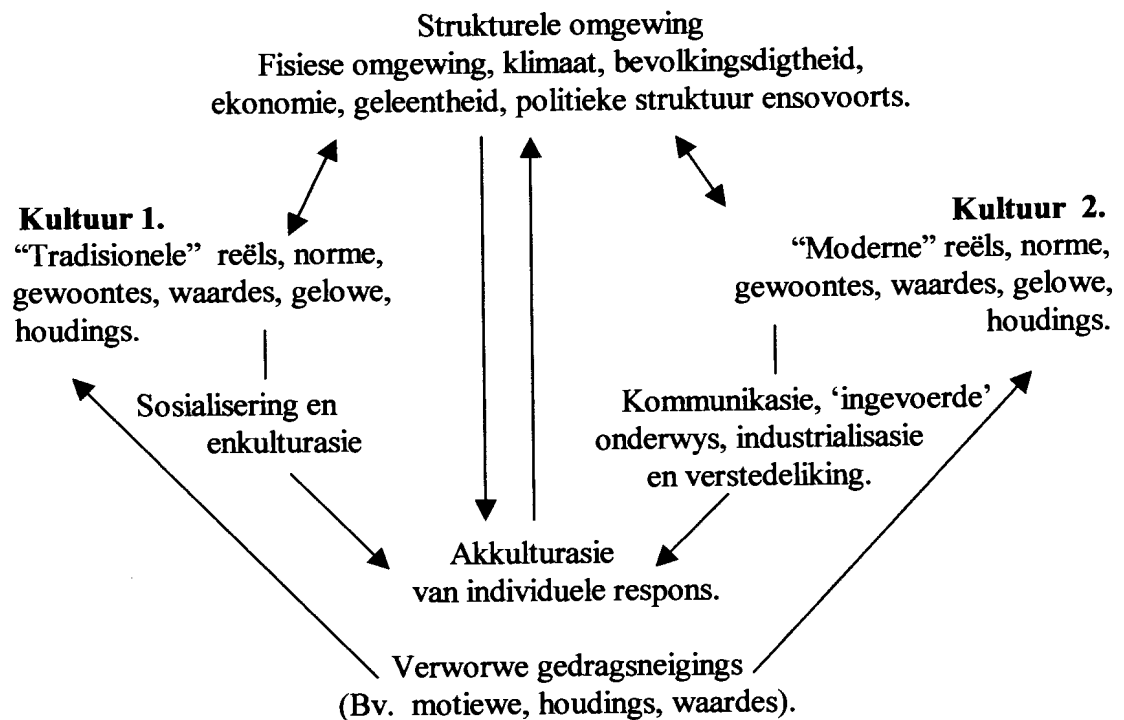 Strukturele omgewing
Fisiese omgewing, klimaat, bevolkingsdigtheid,
ekonomie, geleentheid, politieke struktuur ensovoorts.
Kultuur 1.
“Tradisionele” reëls, norme,
gewoontes, waardes, gelowe,
houdings.
Kultuur 2.
“Moderne” reëls, norme,
gewoontes, waardes, gelowe,
houdings.
Sosialisering en
enkulturasie
Kommunikasie, ‘ingevoerde’
onderwys, industrialisasie
en verstedeliking.
Akkulturasie
van individuele respons.
Verworwe gedragsneigings
(Bv. motiewe, houdings, waardes).